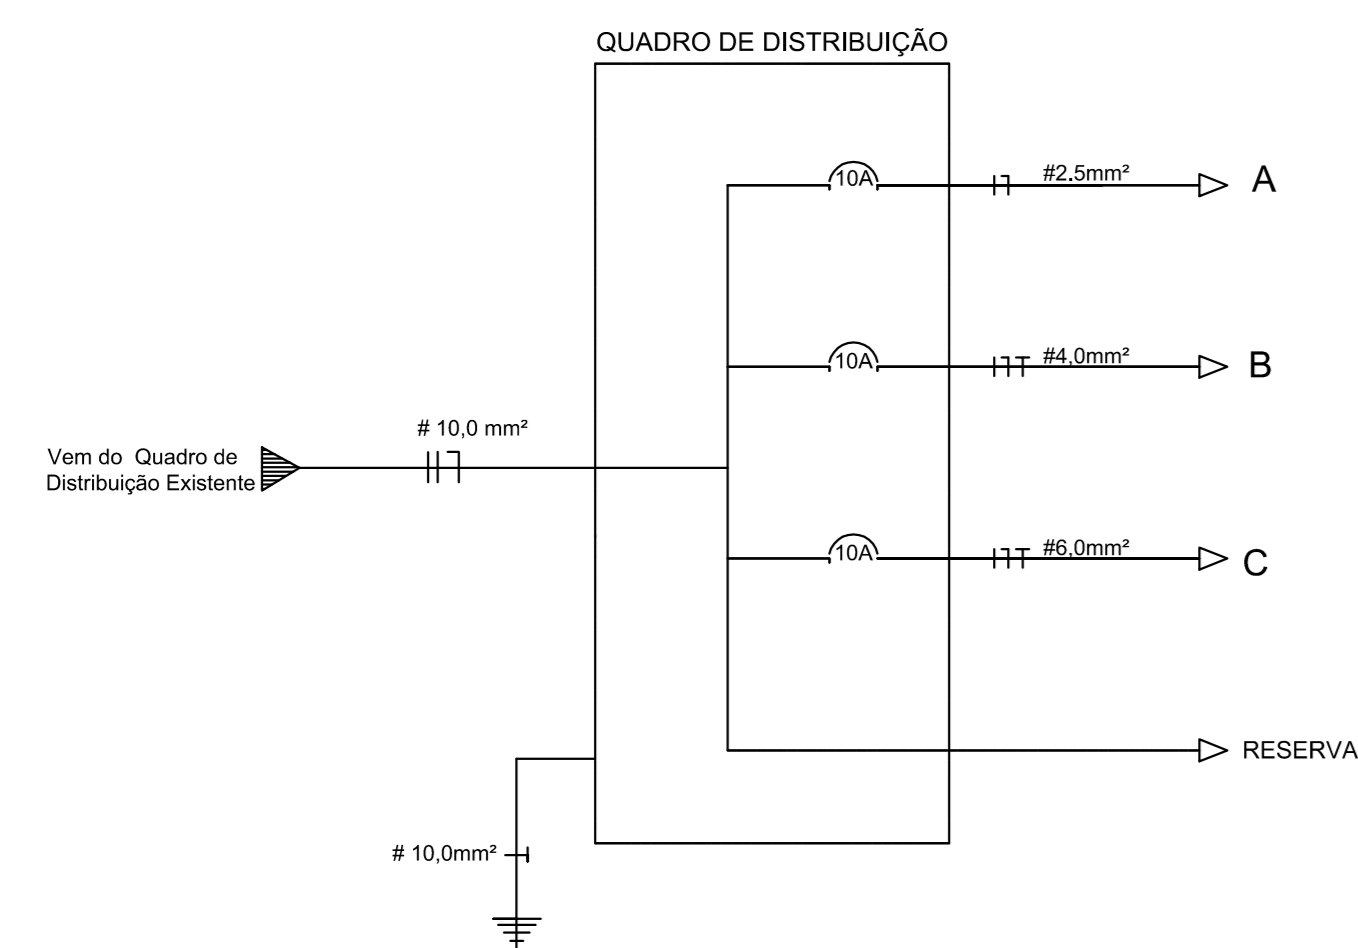 QUADRO DE DISTRIBUIÇÃO
10A
#2.5mm²
A
10A
#4,0mm²
B
# 10,0 mm²
Vem do Quadro de
Distribuição Existente
10A
#6,0mm²
C
RESERVA
# 10,0mm²